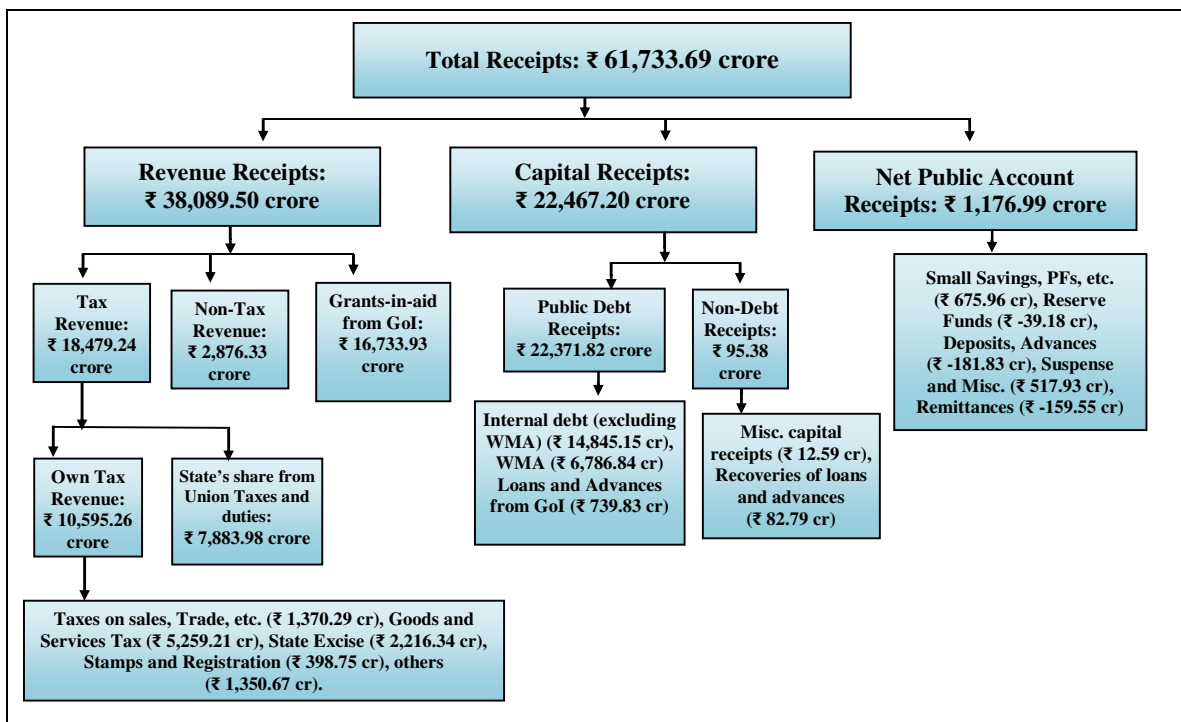 Total Receipts: ₹ 61,733.69 crore
Revenue Receipts:
₹ 38,089.50 crore
Capital Receipts:
₹ 22,467.20 crore
Net Public Account
Receipts: ₹ 1,176.99 crore
Tax
Revenue:
₹ 18,479.24
crore
Non-Tax
Revenue:
₹ 2,876.33
crore
Grants-in-aid
from GoI:
₹ 16,733.93
crore
Public Debt
Receipts:
₹ 22,371.82 crore
Non-Debt
Receipts:
₹ 95.38
crore
Small Savings, PFs, etc.
(₹ 675.96 cr), Reserve
Funds (₹ -39.18 cr),
Deposits, Advances
(₹ -181.83 cr), Suspense
and Misc. (₹ 517.93 cr),
Remittances (₹ -159.55 cr)
Own Tax
Revenue:
₹ 10,595.26
crore
State's share from
Union Taxes and
duties:
₹ 7,883.98 crore
Internal debt (excluding
WMA) (₹ 14,845.15 cr),
WMA (₹ 6,786.84 cr)
Loans and Advances
from GoI (₹ 739.83 cr)
Misc. capital
receipts (₹ 12.59 cr),
Recoveries of loans
and advances
(₹ 82.79 cr)
Taxes on sales, Trade, etc. (₹ 1,370.29 cr), Goods and
Services Tax (₹ 5,259.21 cr), State Excise (₹ 2,216.34 cr),
Stamps and Registration (₹ 398.75 cr), others
(₹ 1,350.67 cr).